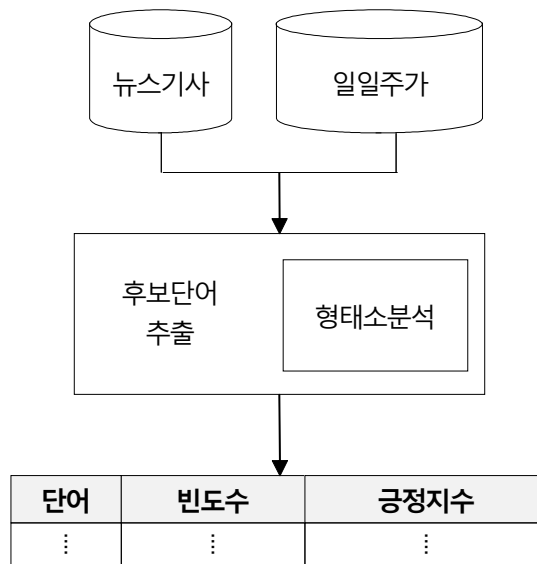 뉴스기사
일일주가
후보단어
추출
형태소분석
단어 빈도수 긍정지수
⋮ ⋮ ⋮